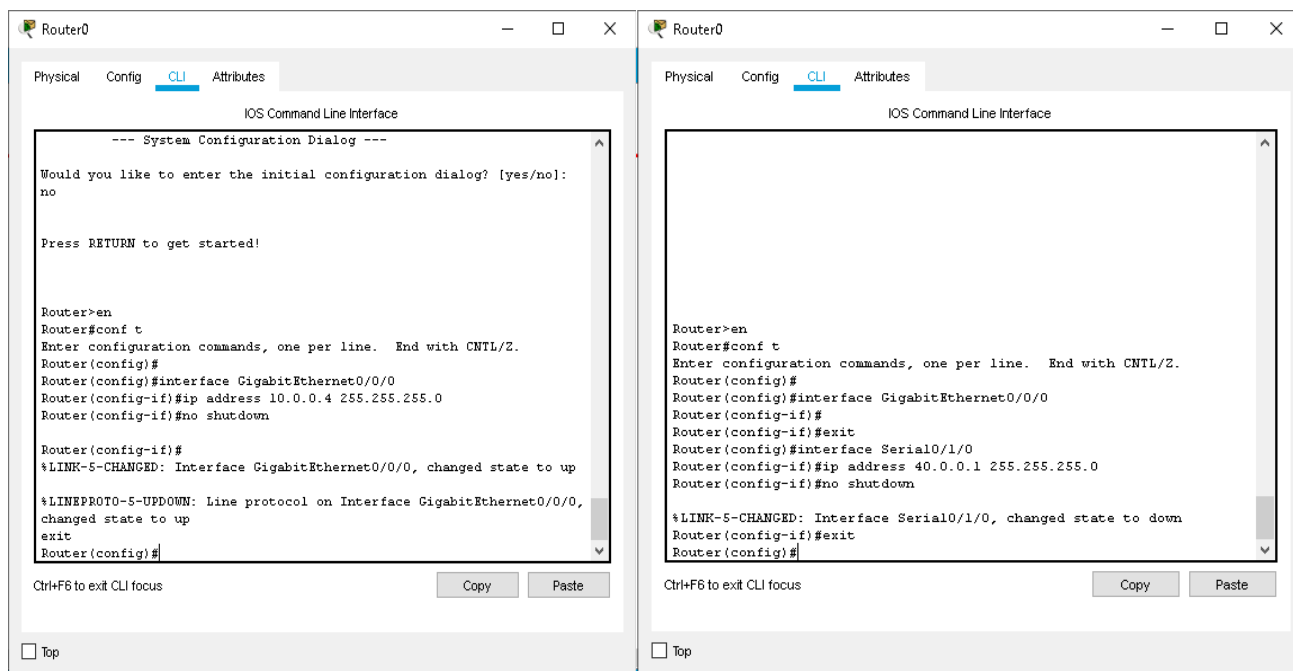 Router0
Physical Config CLI Attributes
IOS Command Line Interface
--- System Configuration Dialog ---
Would you like to enter the initial configuration dialog? [yes/no]:
no
Press RETURN to get started!
Router>en
Router#conf t
Enter configuration commands, one per line.  End with CNTL/Z.
Router(config)#
Router(config)#interface GigabitEthernet0/0/0
Router(config-if)#ip address 10.0.0.4 255.255.255.0
Router(config-if)#no shutdown
Router(config-if)#
%LINK-5-CHANGED: Interface GigabitEthernet0/0/0, changed state to up
%LINEPROTO-5-UPDOWN: Line protocol on Interface GigabitEthernet0/0/0,
changed state to up
exit
Router(config)#
Ctrl+F6 to exit CLI focus
Copy Paste
Top
Router0
Physical Config CLI Attributes
IOS Command Line Interface
Router>en
Router#conf t
Enter configuration commands, one per line.  End with CNTL/Z.
Router(config)#
Router(config)#interface GigabitEthernet0/0/0
Router(config-if)#
Router(config-if)#exit
Router(config)#interface Serial0/1/0
Router(config-if)#ip address 40.0.0.1 255.255.255.0
Router(config-if)#no shutdown
%LINK-5-CHANGED: Interface Serial0/1/0, changed state to down
Router(config-if)#exit
Router(config)#
Ctrl+F6 to exit CLI focus
Copy Paste
Top